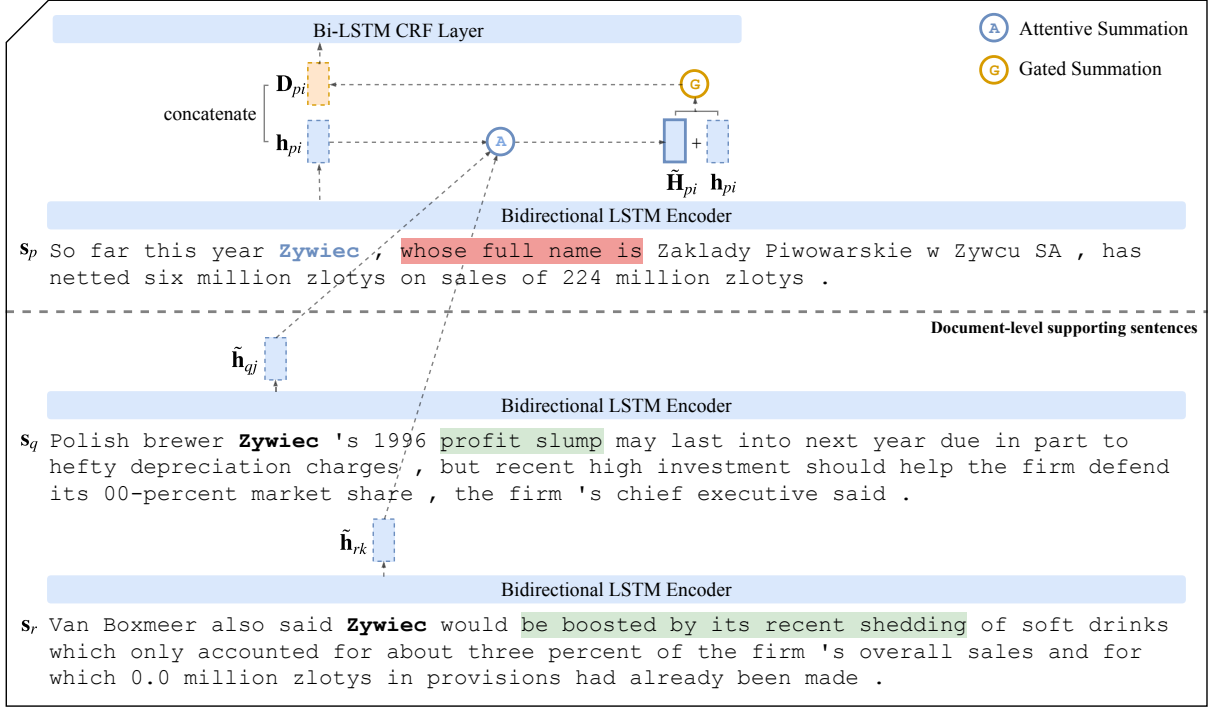 Bi-LSTM CRF Layer
A Attentive Summation
G Gated Summation
D_pi
G
concatenate
h_pi
A
+
H̃_pi h_pi
Bidirectional LSTM Encoder
s_p So far this year Zywiec , whose full name is Zaklady Piwowarskie w Zywcu SA , has
netted six million zlotys on sales of 224 million zlotys .
Document-level supporting sentences
h̃_qj
Bidirectional LSTM Encoder
s_q Polish brewer Zywiec 's 1996 profit slump may last into next year due in part to
hefty depreciation charges , but recent high investment should help the firm defend
its 00-percent market share , the firm 's chief executive said .
h̃_rk
Bidirectional LSTM Encoder
s_r Van Boxmeer also said Zywiec would be boosted by its recent shedding of soft drinks
which only accounted for about three percent of the firm 's overall sales and for
which 0.0 million zlotys in provisions had already been made .